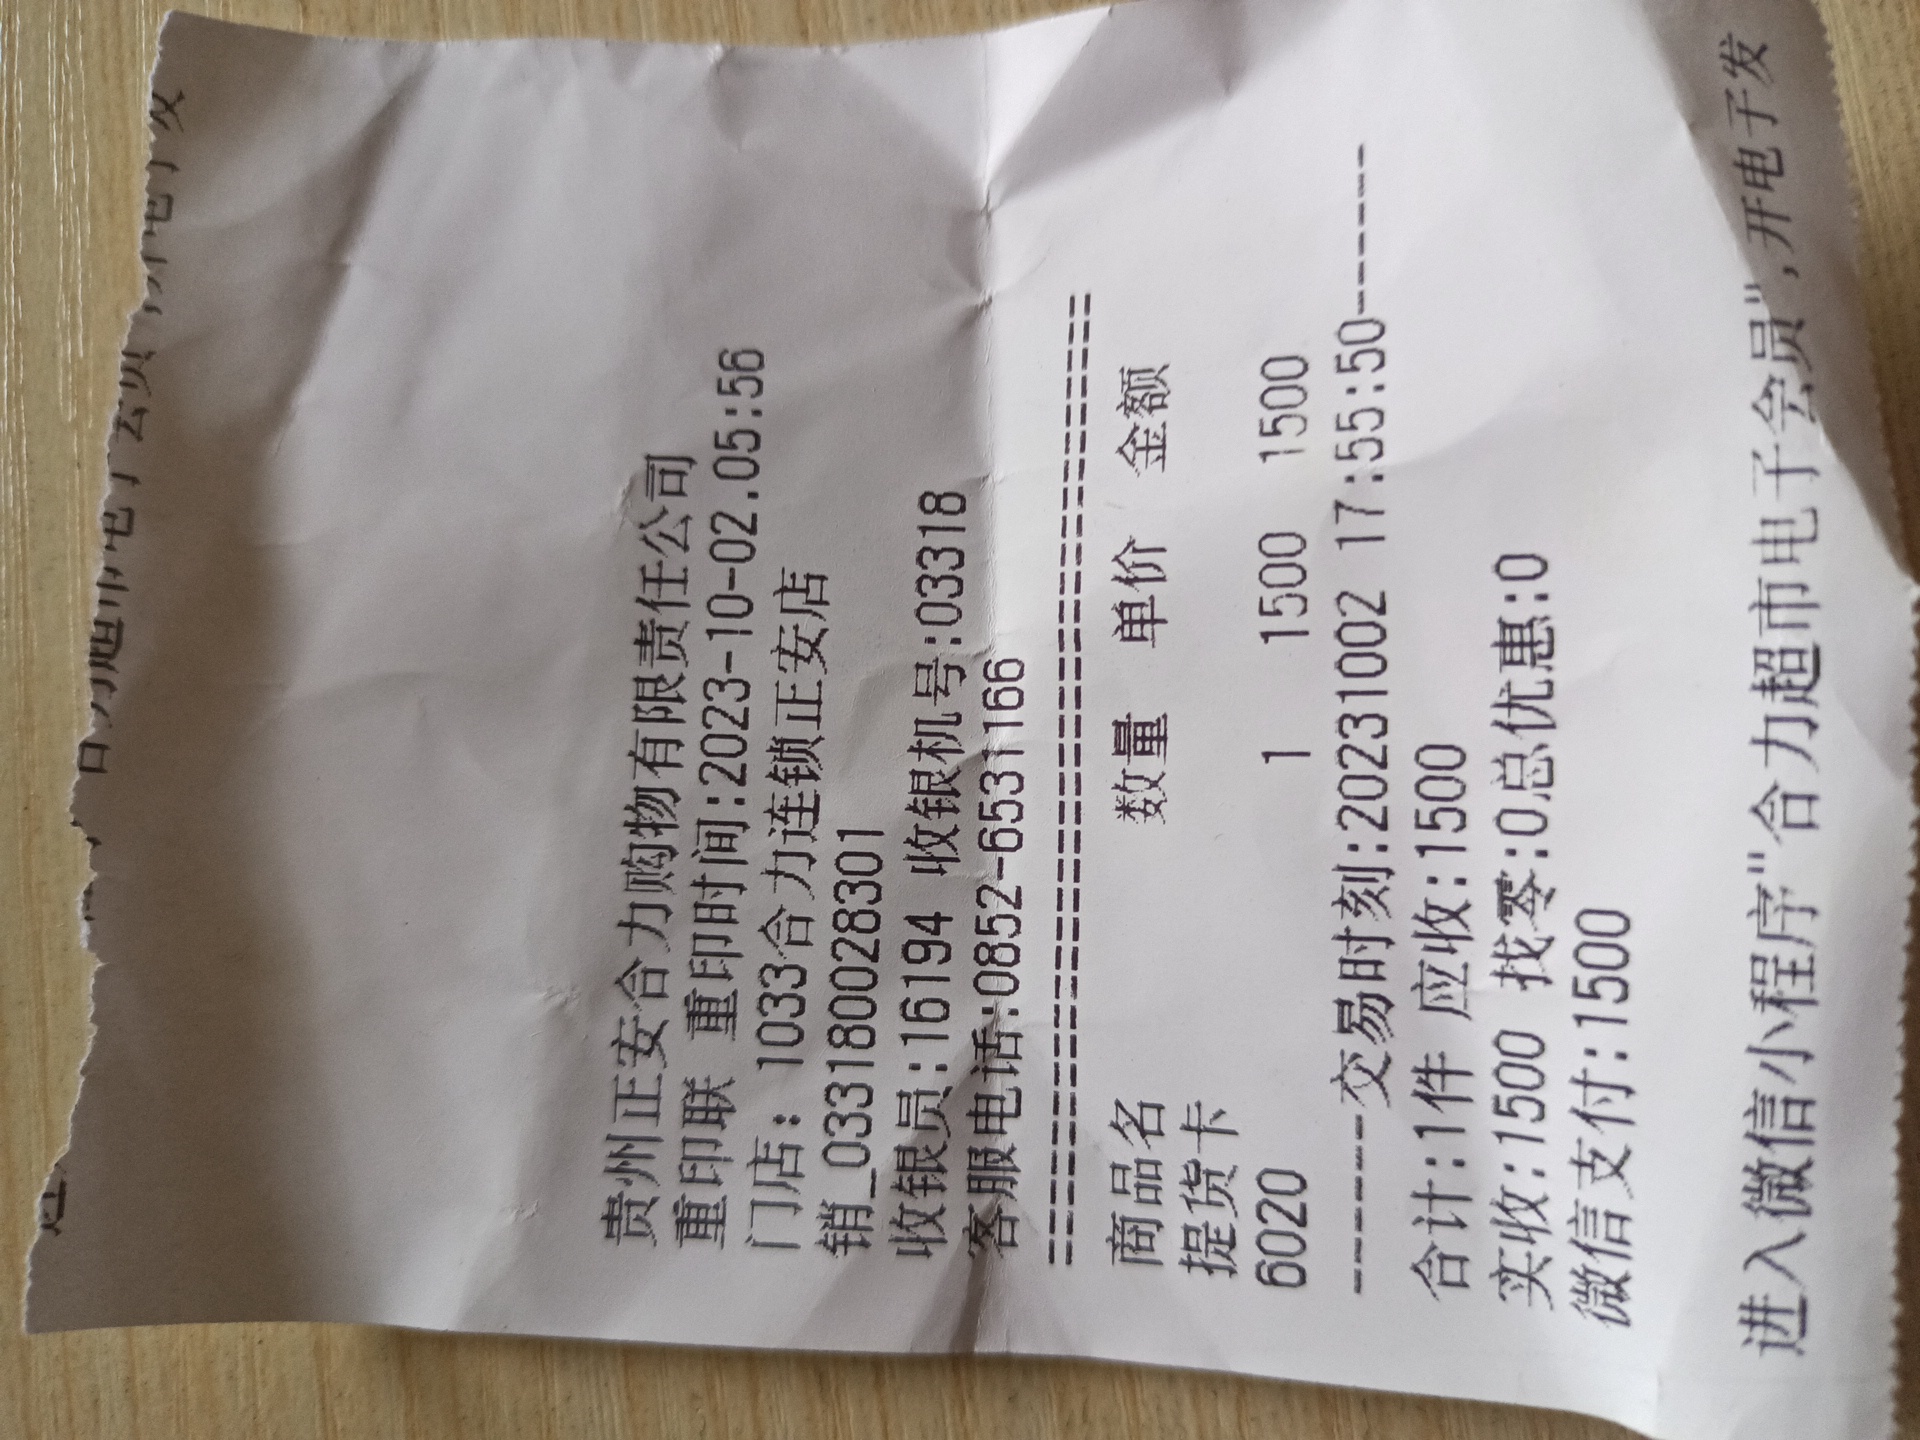 贵州正安合力购物有限责任公司
重印联 重印时间:2023-10-02.05:56
门店: 1033合力连锁正安店
销_0331800028301
收银员:16194 收银机号:03318
客服电话:0852-6531166
================================
商品名 数量 单价 金额
提货卡
6020 1 1500 1500
-------交易时刻:20231002 17:55:50-------
合计:1件 应收:1500
实收:1500 找零:0总优惠:0
微信支付:1500
进入微信小程序"合力超市电子会员",开电子发